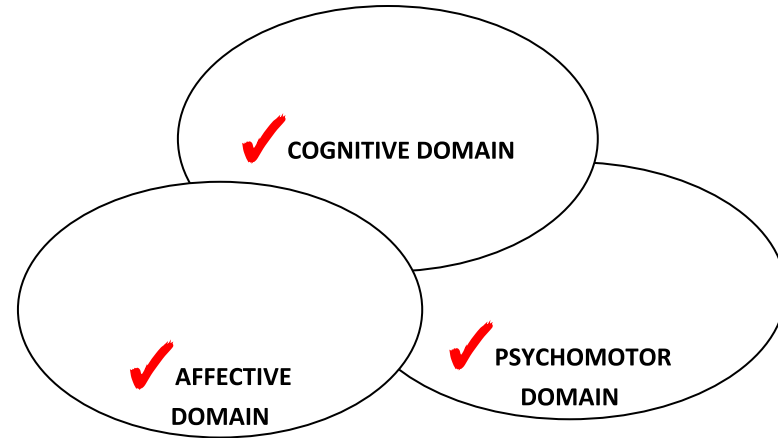 COGNITIVE DOMAIN
AFFECTIVE
DOMAIN
PSYCHOMOTOR
DOMAIN